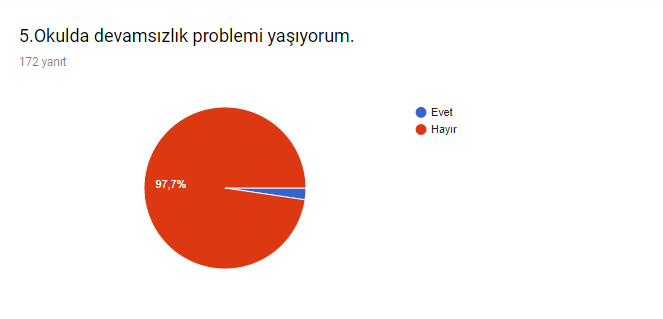 5.Okulda devamsızlık problemi yaşıyorum.
172 yanıt
Evet
Hayır
97,7%